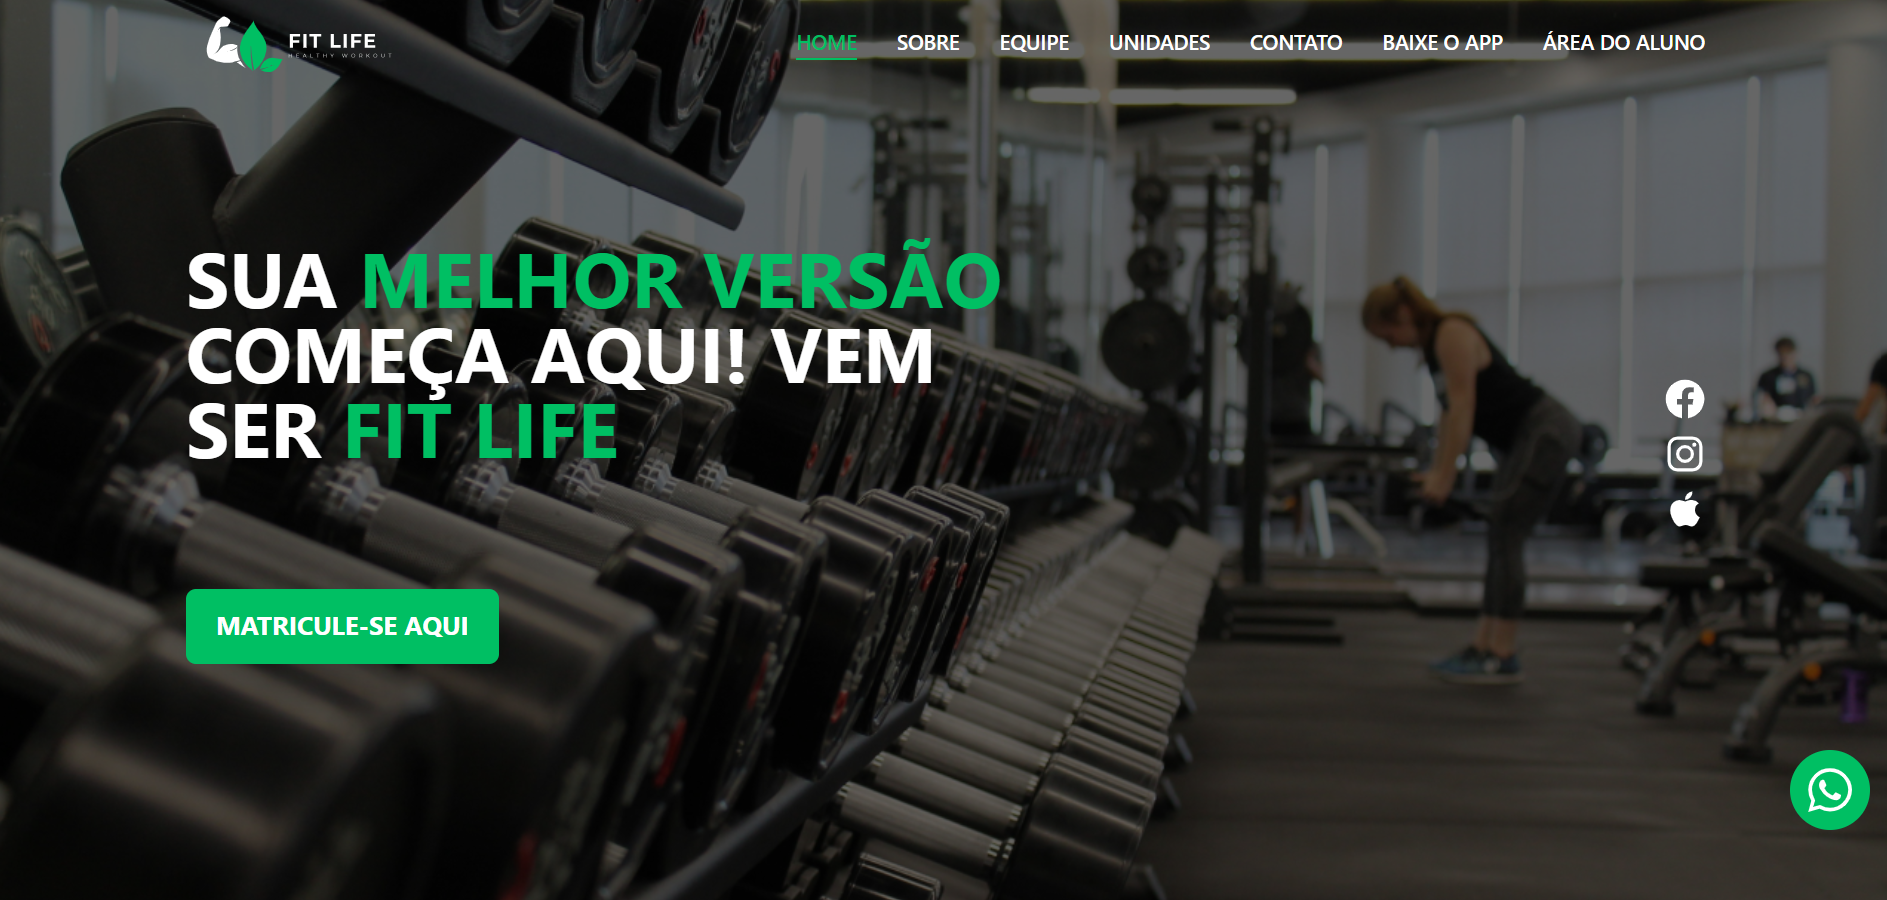 FIT LIFE
HEALTHY WORKOUT
HOME SOBRE EQUIPE UNIDADES CONTATO BAIXE O APP ÁREA DO ALUNO
SUA MELHOR VERSÃO
COMEÇA AQUI! VEM
SER FIT LIFE
MATRICULE-SE AQUI